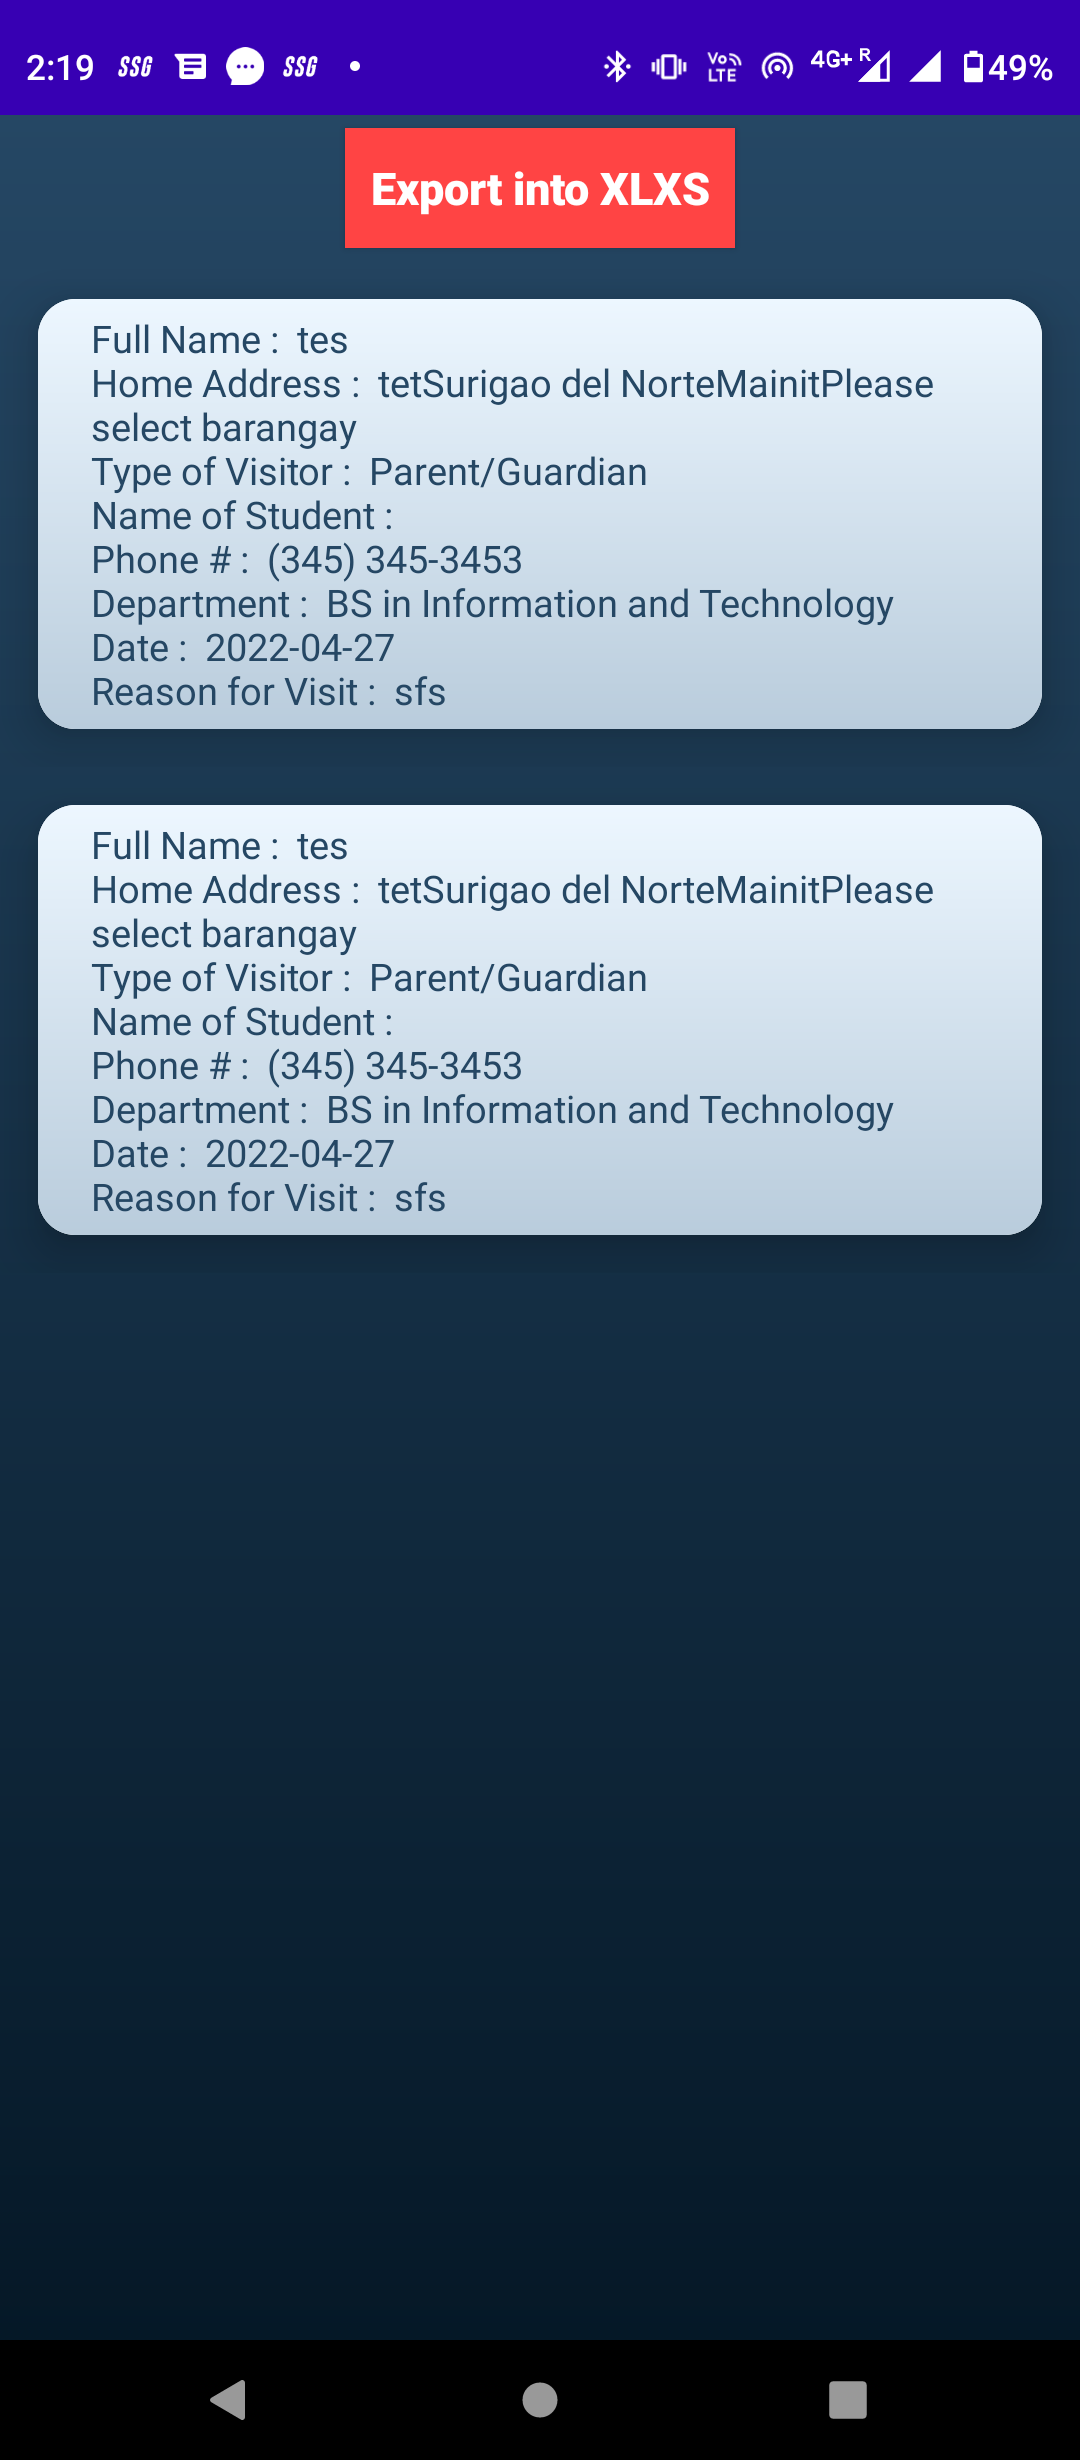 2:19 SSG SSG Vo LTE 4G+ R 49%
Export into XLXS
Full Name :  tes
Home Address :  tetSurigao del NorteMainitPlease
select barangay
Type of Visitor :  Parent/Guardian
Name of Student :
Phone # :  (345) 345-3453
Department :  BS in Information and Technology
Date :  2022-04-27
Reason for Visit :  sfs
Full Name :  tes
Home Address :  tetSurigao del NorteMainitPlease
select barangay
Type of Visitor :  Parent/Guardian
Name of Student :
Phone # :  (345) 345-3453
Department :  BS in Information and Technology
Date :  2022-04-27
Reason for Visit :  sfs